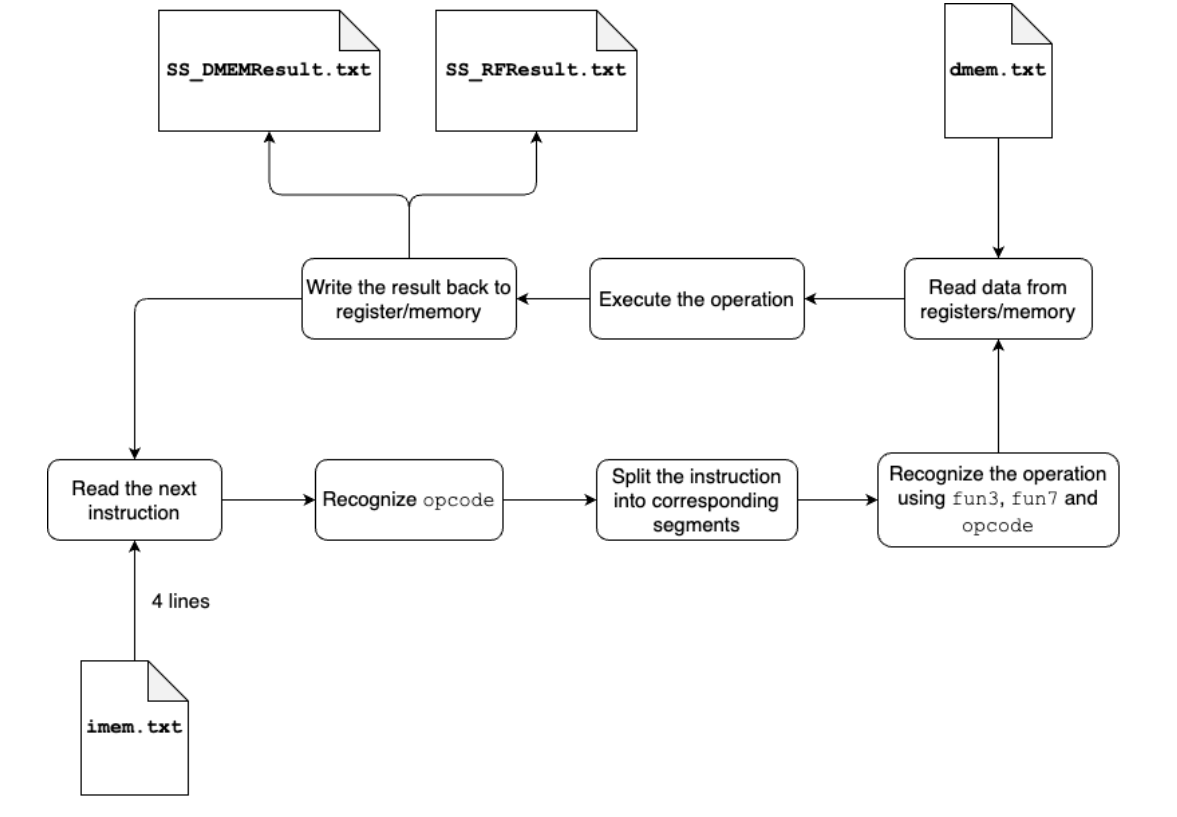 SS_DMEMResult.txt
SS_RFResult.txt
dmem.txt
Write the result back to
register/memory
Execute the operation
Read data from
registers/memory
Read the next
instruction
Recognize opcode
Split the instruction
into corresponding
segments
Recognize the operation
using fun3, fun7 and
opcode
4 lines
imem.txt